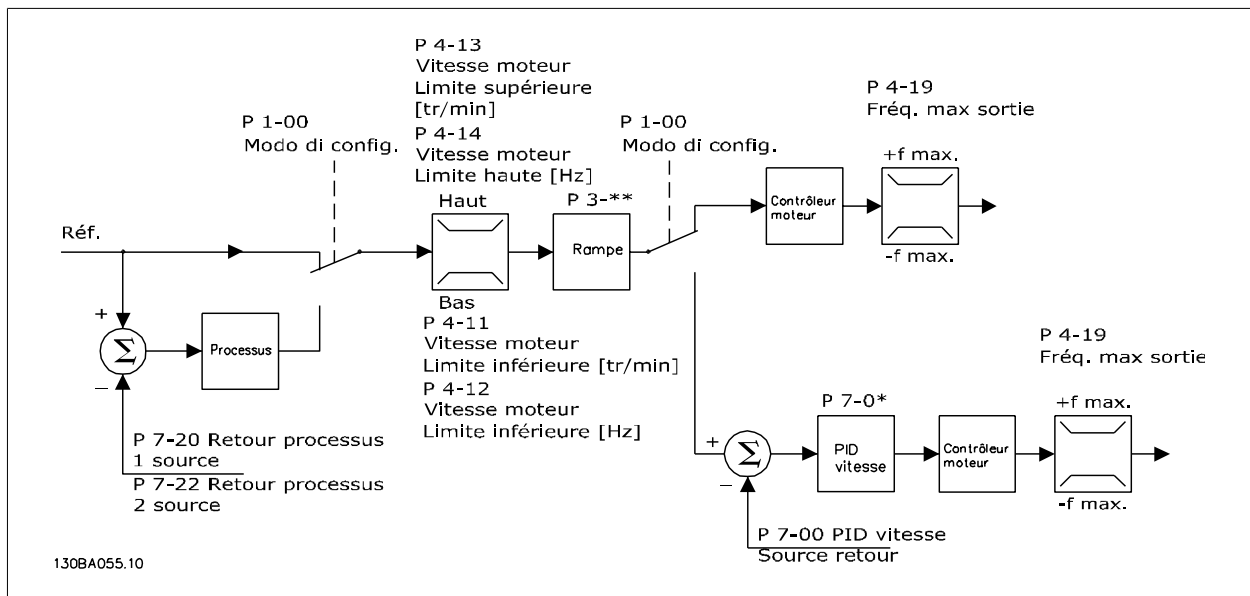 P 4-13
Vitesse moteur
Limite supérieure
[tr/min]
P 4-14
Vitesse moteur
Limite haute [Hz]
P 1-00
Modo di config.
P 1-00
Modo di config.
P 4-19
Fréq. max sortie
+f max.
Haut
P 3-**
Contrôleur
moteur
Réf.
Rampe
-f max.
Bas
P 4-11
Vitesse moteur
Limite inférieure [tr/min]
P 4-12
Vitesse moteur
Limite inférieure [Hz]
+
Σ
−
Processus
P 7-20 Retour processus
1 source
P 7-22 Retour processus
2 source
P 4-19
Fréq. max sortie
P 7-0*
+f max.
+
Σ
−
PID
vitesse
Contrôleur
moteur
-f max.
P 7-00 PID vitesse
Source retour
130BA055.10